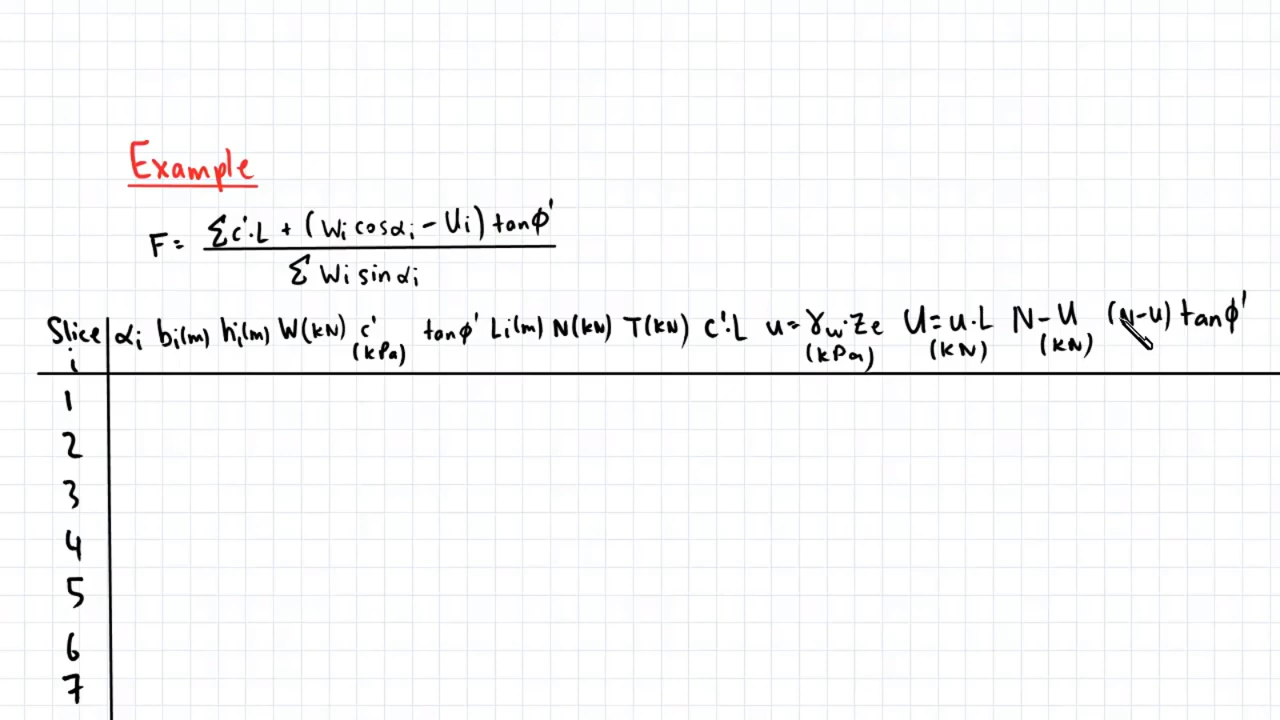 Example
F = Σc'·L + (Wi cosαi - Ui) tanϕ'
Σ Wi sinαi
Slice αi bi(m) hi(m) W(kN) c' tanϕ' Li(m) N(kN) T(kN) c'·L u=γw·ze U=u·L N-U (N-u) tanϕ'
i (kPa) (kPa) (kN) (kN)
1
2
3
4
5
6
7